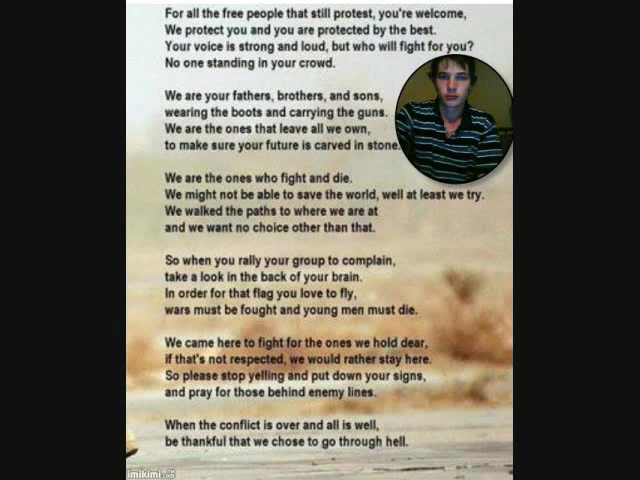 For all the free people that still protest, you're welcome,
We protect you and you are protected by the best.
Your voice is strong and loud, but who will fight for you?
No one standing in your crowd.
We are your fathers, brothers, and sons,
wearing the boots and carrying the guns.
We are the ones that leave all we own,
to make sure your future is carved in stone.
We are the ones who fight and die.
We might not be able to save the world, well at least we try.
We walked the paths to where we are at
and we want no choice other than that.
So when you rally your group to complain,
take a look in the back of your brain.
In order for that flag you love to fly,
wars must be fought and young men must die.
We came here to fight for the ones we hold dear,
if that's not respected, we would rather stay here.
So please stop yelling and put down your signs,
and pray for those behind enemy lines.
When the conflict is over and all is well,
be thankful that we chose to go through hell.
imikimi.com™